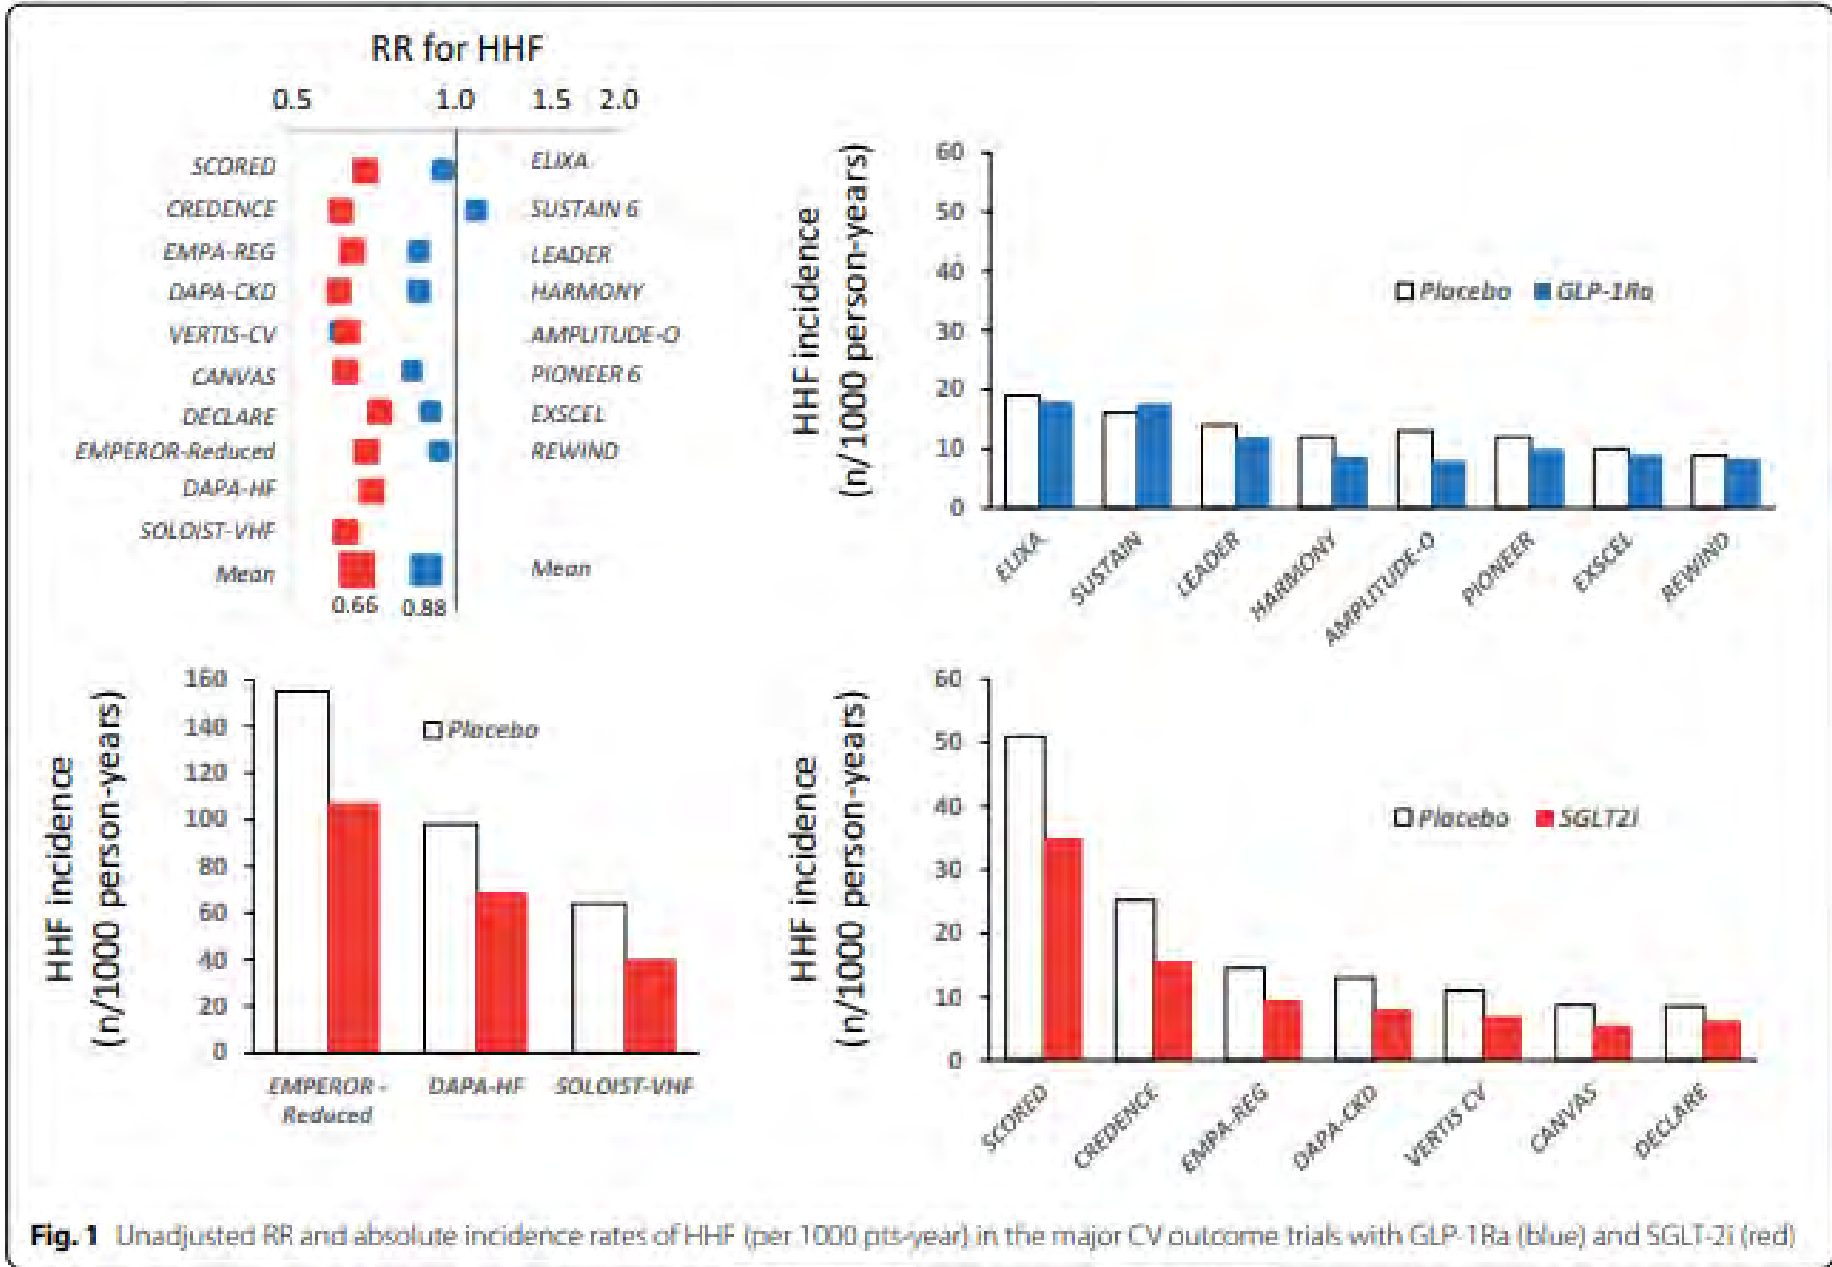 RR for HHF
0.5 1.0 1.5 2.0
SCORED ELIXA
CREDENCE SUSTAIN 6
EMPA-REG LEADER
DAPA-CKD HARMONY
VERTIS-CV AMPLITUDE-O
CANVAS PIONEER 6
DECLARE EXSCEL
EMPEROR-Reduced REWIND
DAPA-HF
SOLOIST-VHF
Mean Mean
0.66 0.88
HHF incidence
(n/1000 person-years)
60
50
40
30
20
10
0
Placebo GLP-1Ra
ELIXA
SUSTAIN
LEADER
HARMONY
AMPLITUDE-O
PIONEER
EXSCEL
REWIND
HHF incidence
(n/1000 person-years)
160
140
120
100
80
60
40
20
0
Placebo
EMPEROR -
Reduced
DAPA-HF
SOLOIST-VHF
HHF incidence
(n/1000 person-years)
60
50
40
30
20
10
0
Placebo SGLT2i
SCORED
CREDENCE
EMPA-REG
DAPA-CKD
VERTIS CV
CANVAS
DECLARE
Fig. 1 Unadjusted RR and absolute incidence rates of HHF (per 1000 pts-year) in the major CV outcome trials with GLP-1Ra (blue) and SGLT-2i (red)